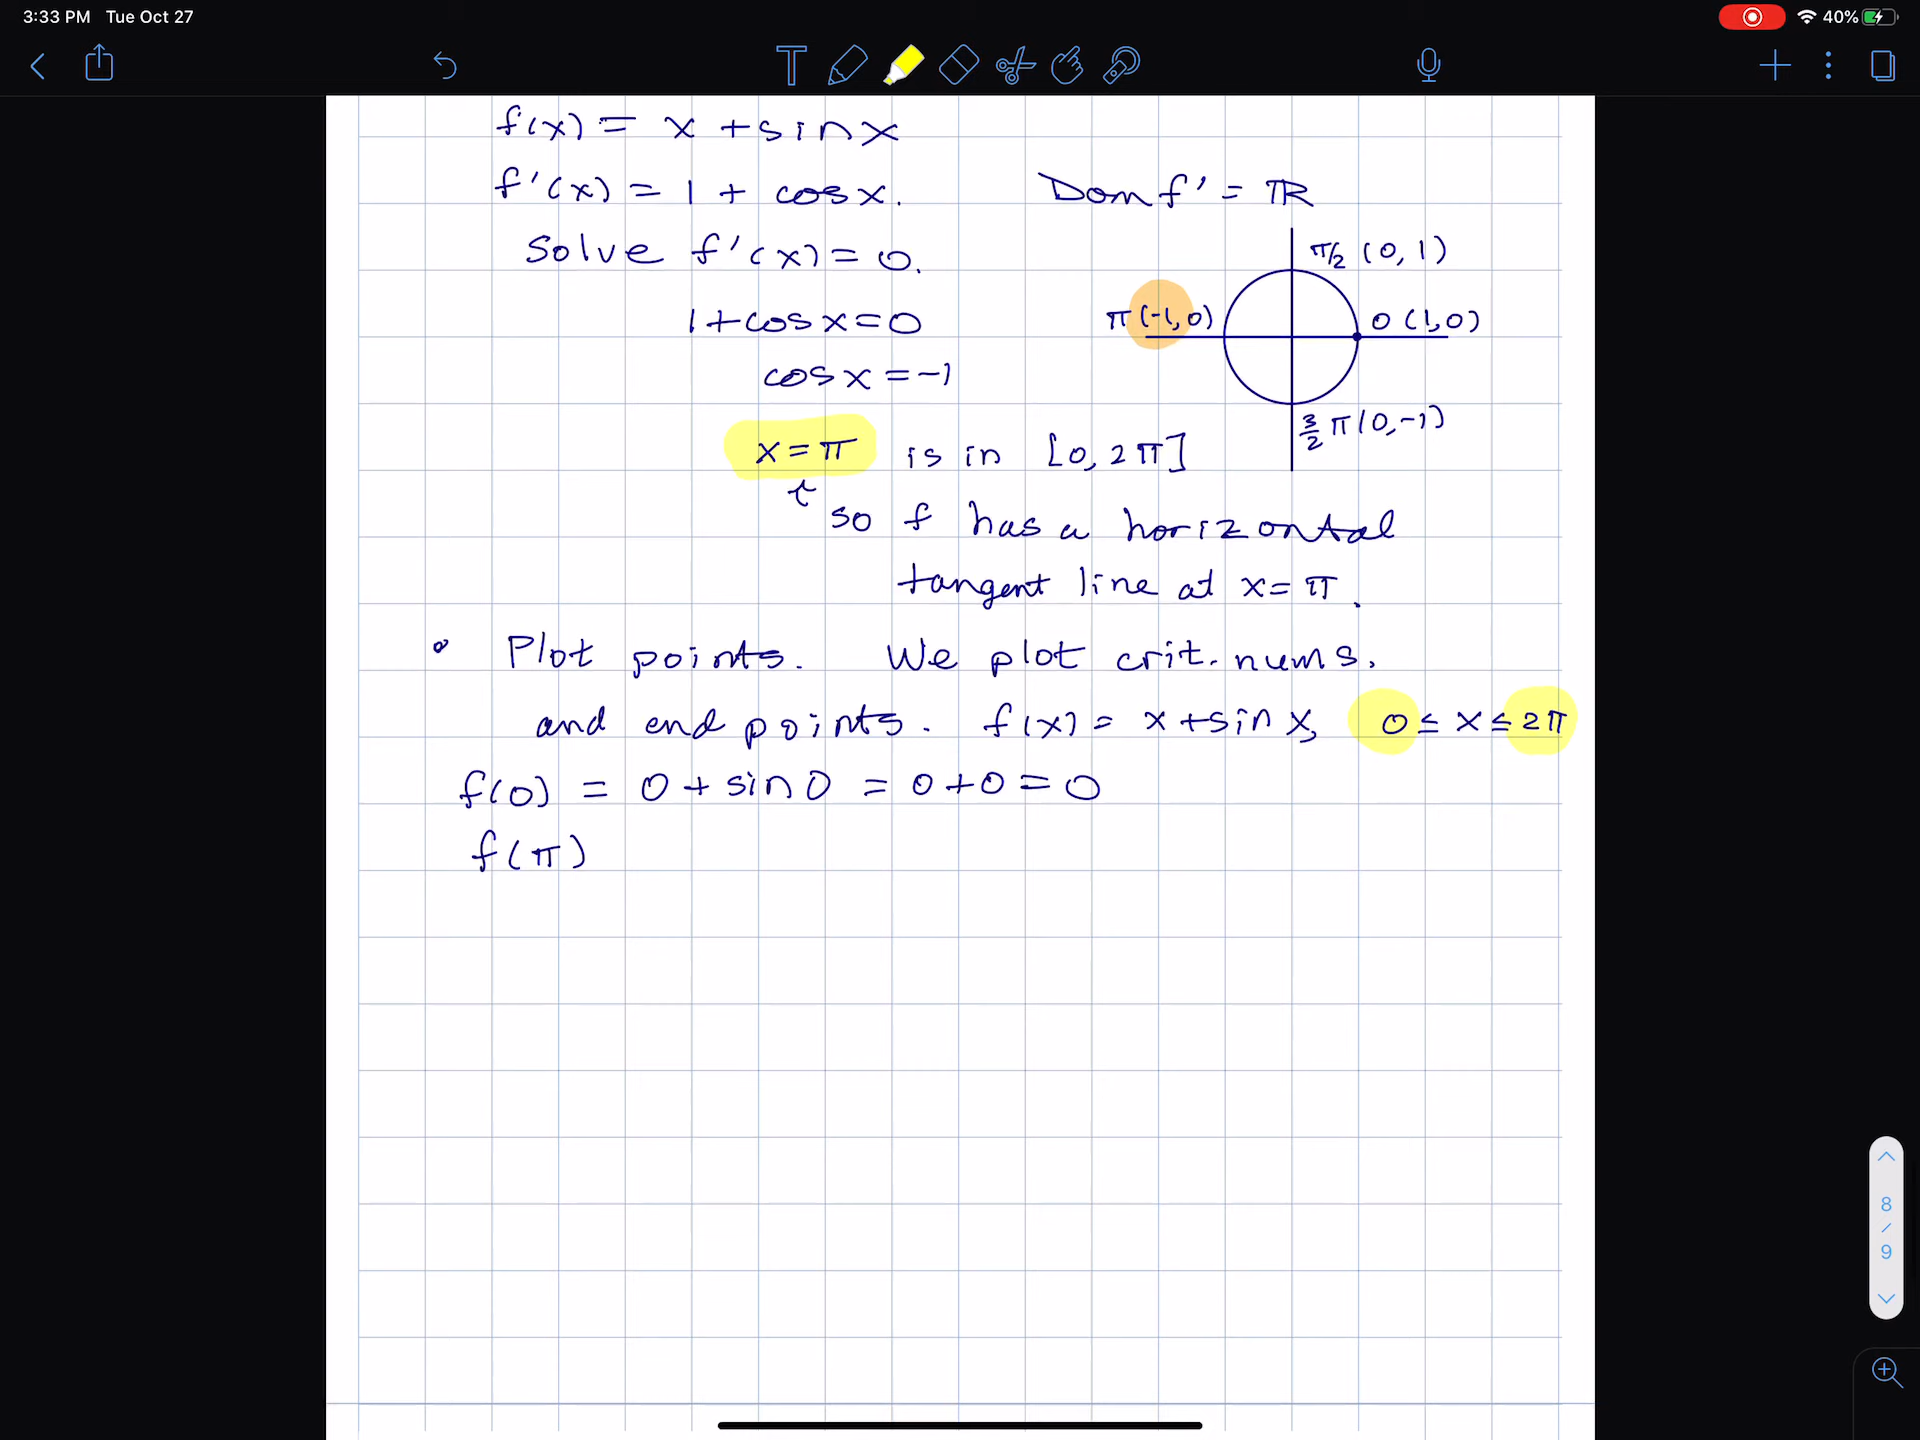 3:33 PM Tue Oct 27
40%
f(x) = x + sin x
f'(x) = 1 + cos x. Dom f' = ℝ
Solve f'(x) = 0.
π/2 (0, 1)
1 + cos x = 0
π (-1, 0)
0 (1, 0)
cos x = -1
3/2 π (0, -1)
x = π is in [0, 2π]
so f has a horizontal
tangent line at x = π.
• Plot points. We plot crit. nums.
and end points. f(x) = x + sin x, 0 ≤ x ≤ 2π
f(0) = 0 + sin 0 = 0 + 0 = 0
f(π)
8
/
9